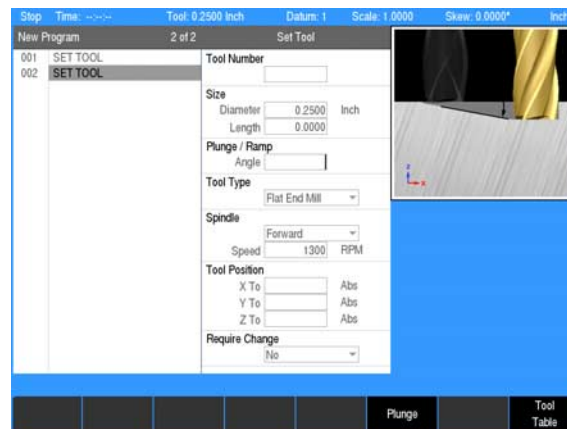 Stop Time: --:--:-- Tool: 0.2500 Inch Datum: 1 Scale: 1.0000 Skew: 0.0000° Inch
New Program 2 of 2 Set Tool
001 SET TOOL
002 SET TOOL
Tool Number
Size
Diameter 0.2500 Inch
Length 0.0000
Plunge / Ramp
Angle
Tool Type
Flat End Mill
Spindle
Forward
Speed 1300 RPM
Tool Position
X To Abs
Y To Abs
Z To Abs
Require Change
No
z
x
Plunge
Tool
Table